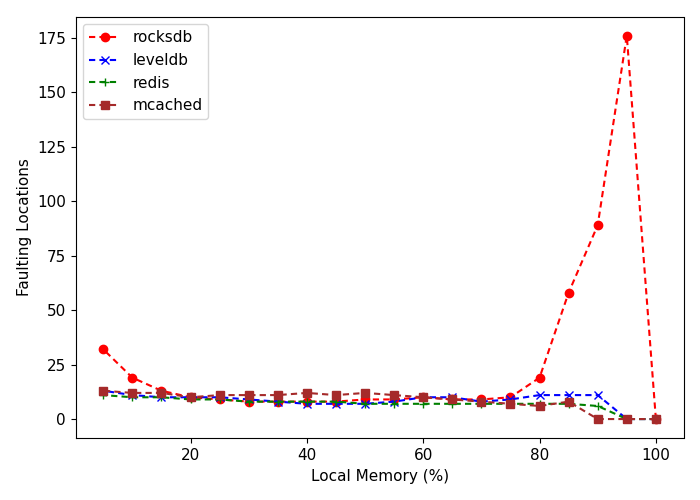 rocksdb
leveldb
redis
mcached
175
150
125
100
75
50
25
0
Faulting Locations
20 40 60 80 100
Local Memory (%)